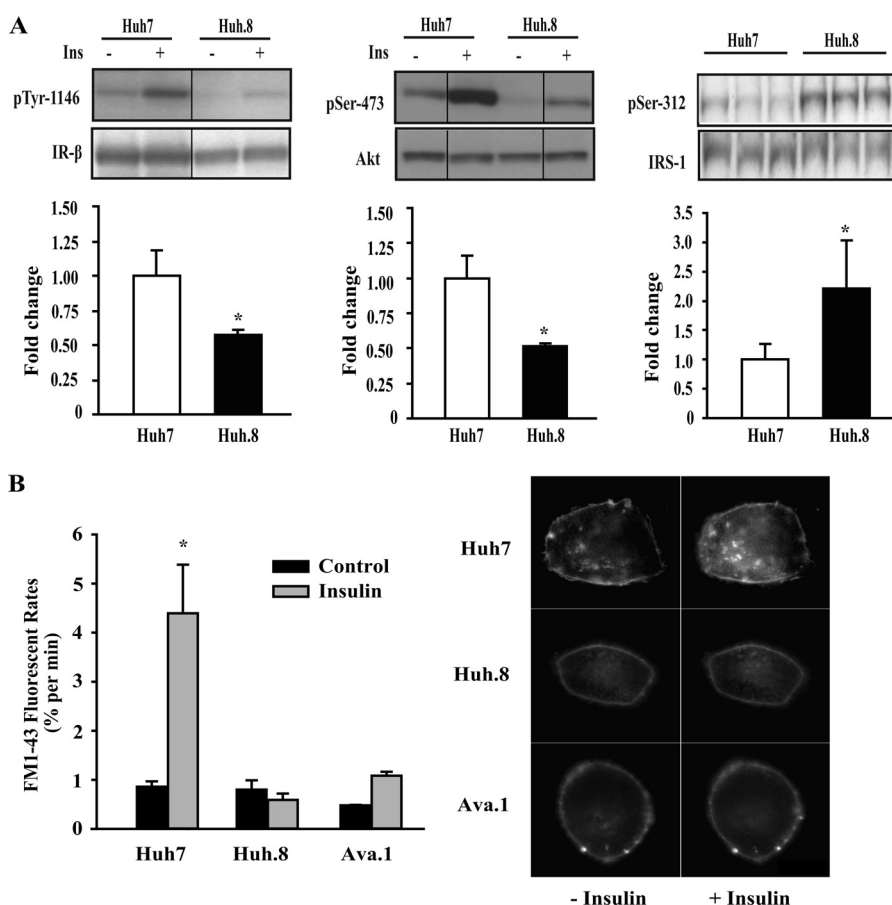 A
Huh7 Huh.8
Ins - + - +
pTyr-1146
IR-β
Fold change
1.50
1.25
1.00
0.75
0.50
0.25
0
*
Huh7 Huh.8
Huh7 Huh.8
Ins - + - +
pSer-473
Akt
Fold change
1.50
1.25
1.00
0.75
0.50
0.25
0
*
Huh7 Huh.8
Huh7 Huh.8
pSer-312
IRS-1
Fold change
3.5
3.0
2.5
2.0
1.5
1.0
0.5
0
*
Huh7 Huh.8
B
FM1-43 Fluorescent Rates
(% per min)
6
5
4
3
2
1
0
*
Control
Insulin
Huh7 Huh.8 Ava.1
Huh7
Huh.8
Ava.1
- Insulin + Insulin